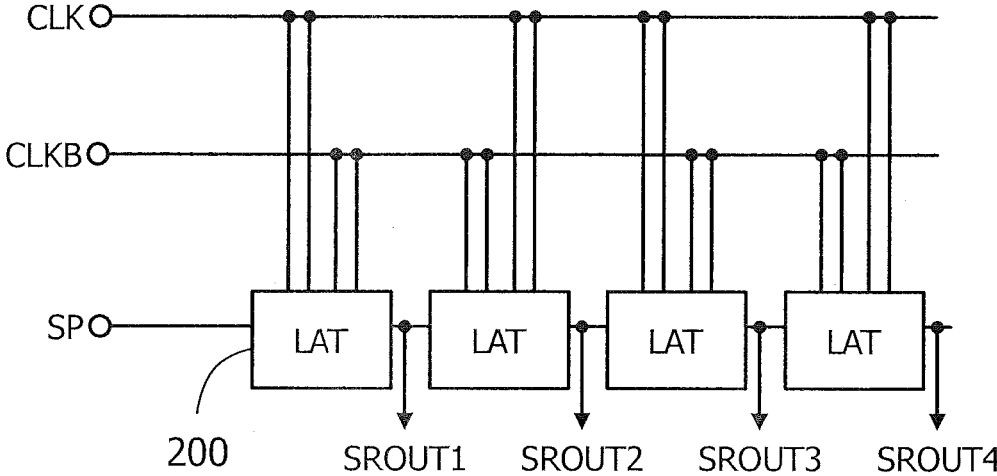 CLK
CLKB
SP
LAT LAT LAT LAT
200
SROUT1 SROUT2 SROUT3 SROUT4